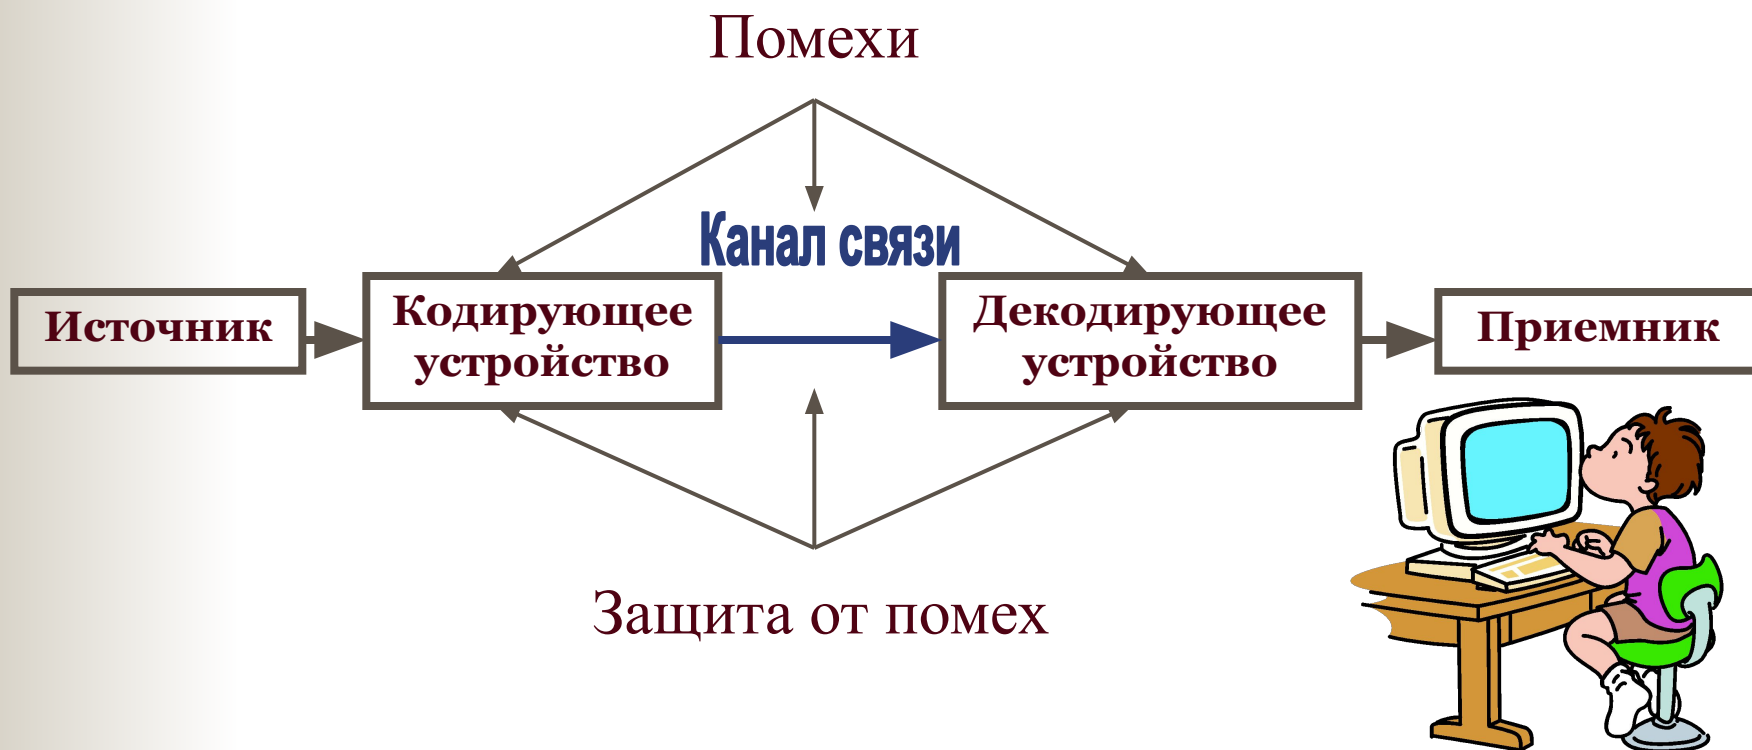 Помехи
Канал связи
Источник
Кодирующее
устройство
Декодирующее
устройство
Приемник
Защита от помех